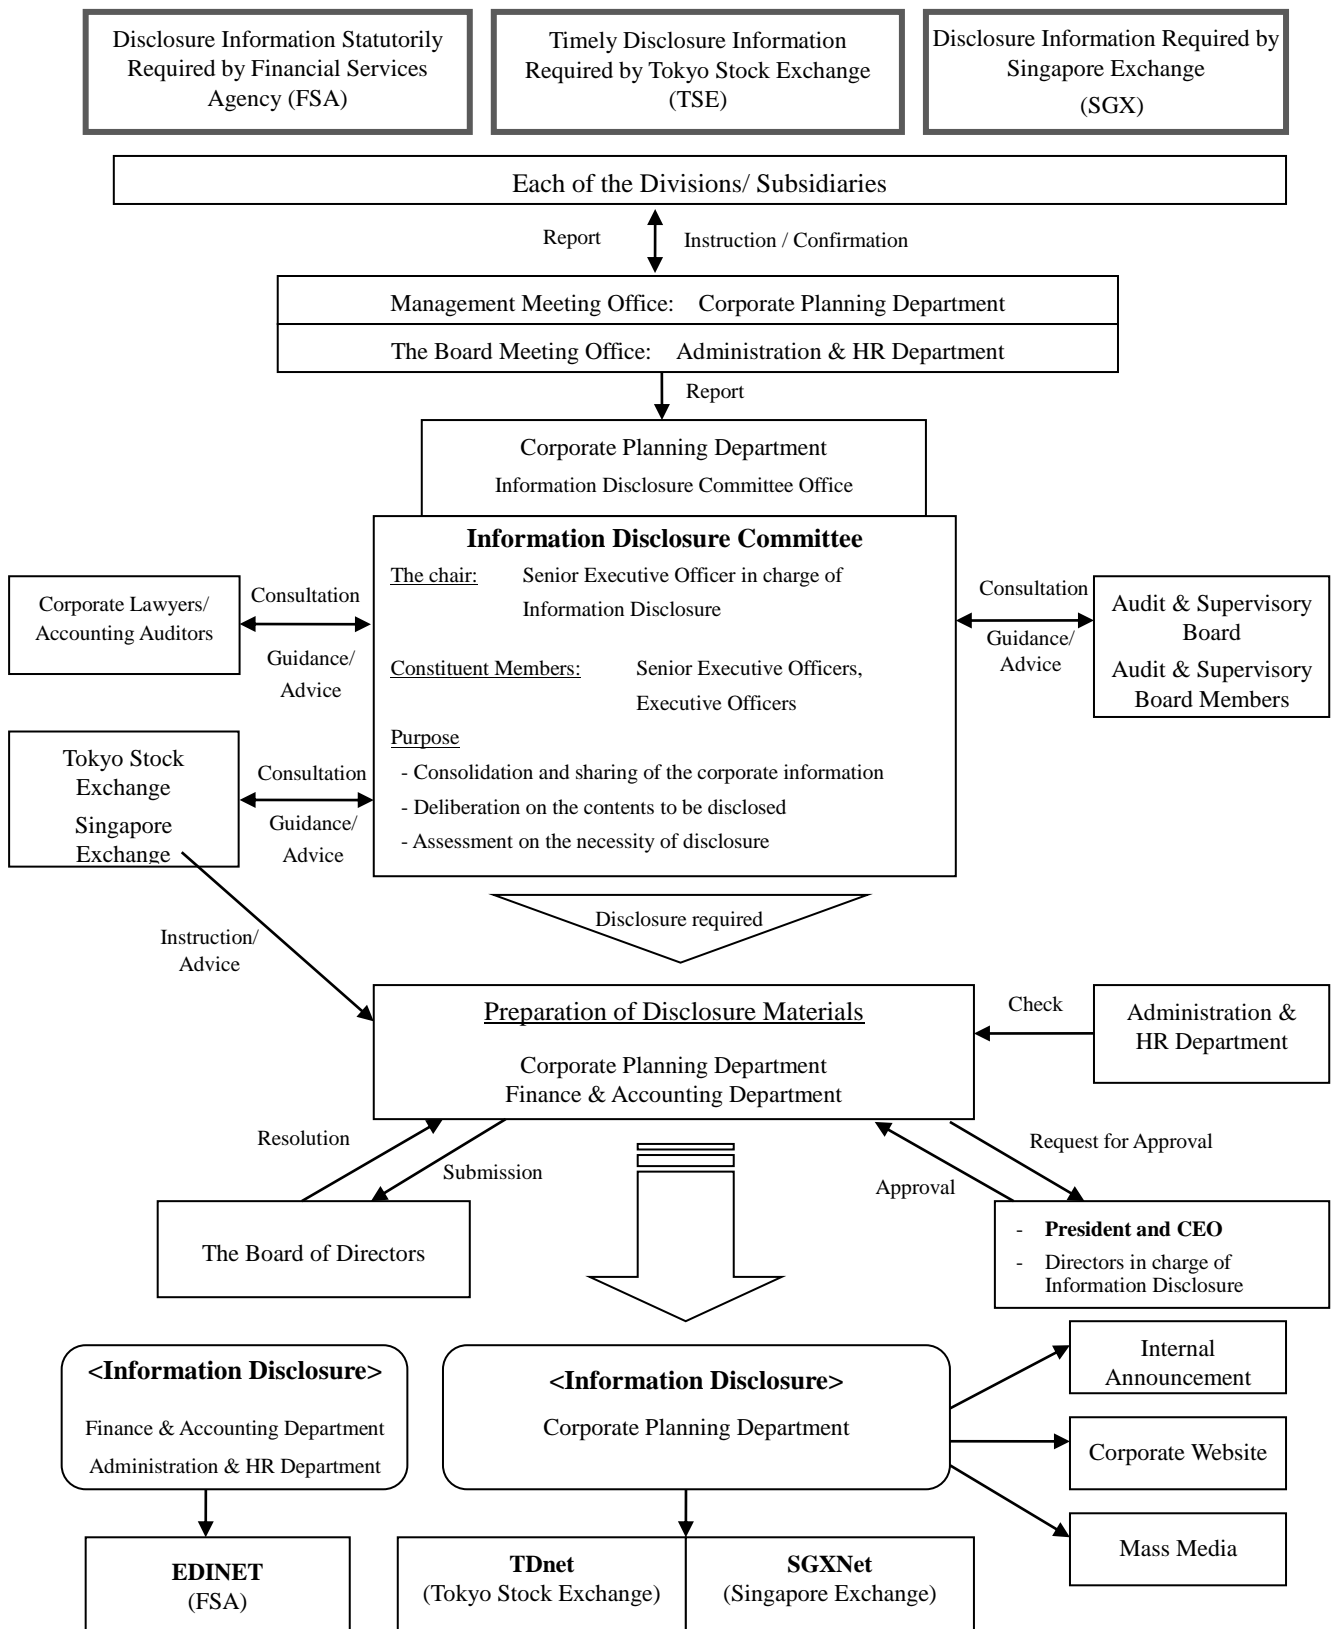 Disclosure Information Statutorily
Required by Financial Services
Agency (FSA)
Timely Disclosure Information
Required by Tokyo Stock Exchange
(TSE)
Disclosure Information Required by
Singapore Exchange
(SGX)
Each of the Divisions/ Subsidiaries
Report
Instruction / Confirmation
Management Meeting Office: Corporate Planning Department
The Board Meeting Office: Administration & HR Department
Report
Corporate Planning Department
Information Disclosure Committee Office
Information Disclosure Committee
The chair: Senior Executive Officer in charge of
Information Disclosure
Constituent Members: Senior Executive Officers,
Executive Officers
Purpose
- Consolidation and sharing of the corporate information
- Deliberation on the contents to be disclosed
- Assessment on the necessity of disclosure
Corporate Lawyers/
Accounting Auditors
Consultation
Guidance/
Advice
Consultation
Guidance/
Advice
Audit & Supervisory
Board
Audit & Supervisory
Board Members
Tokyo Stock
Exchange
Singapore
Exchange
Consultation
Guidance/
Advice
Disclosure required
Instruction/
Advice
Preparation of Disclosure Materials
Corporate Planning Department
Finance & Accounting Department
Check
Administration &
HR Department
Resolution
Submission
Approval
Request for Approval
The Board of Directors
- President and CEO
- Directors in charge of
Information Disclosure
<Information Disclosure>
Finance & Accounting Department
Administration & HR Department
<Information Disclosure>
Corporate Planning Department
Internal
Announcement
Corporate Website
Mass Media
EDINET
(FSA)
TDnet
(Tokyo Stock Exchange)
SGXNet
(Singapore Exchange)